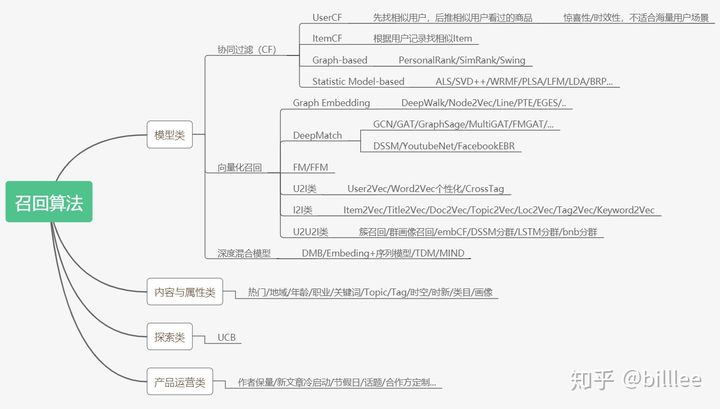 召回算法
模型类
协同过滤（CF）
UserCF
先找相似用户，后推相似用户看过的商品
惊喜性/时效性，不适合海量用户场景
ItemCF
根据用户记录找相似Item
Graph-based
PersonalRank/SimRank/Swing
Statistic Model-based
ALS/SVD++/WRMF/PLSA/LFM/LDA/BRP...
向量化召回
Graph Embedding
DeepWalk/Node2Vec/Line/PTE/EGES/..
DeepMatch
GCN/GAT/GraphSage/MultiGAT/FMGAT/...
DSSM/YoutubeNet/FacebookEBR
FM/FFM
U2I类
User2Vec/Word2Vec个性化/CrossTag
I2I类
Item2Vec/Title2Vec/Doc2Vec/Topic2Vec/Loc2Vec/Tag2Vec/Keyword2Vec
U2U2I类
簇召回/群画像召回/embCF/DSSM分群/LSTM分群/bnb分群
深度混合模型
DMB/Embeding+序列模型/TDM/MIND
内容与属性类
热门/地域/年龄/职业/关键词/Topic/Tag/时空/时新/类目/画像
探索类
UCB
产品运营类
作者保量/新文章冷启动/节假日/话题/合作方定制...
知乎 @billlee